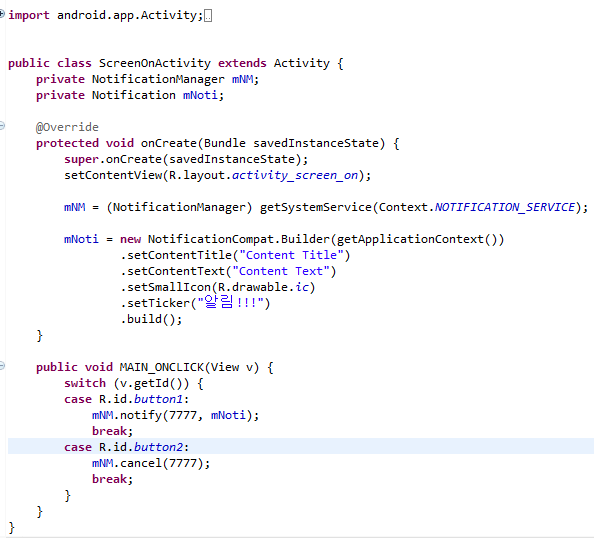 import android.app.Activity;
public class ScreenOnActivity extends Activity {
    private NotificationManager mNM;
    private Notification mNoti;
    @Override
    protected void onCreate(Bundle savedInstanceState) {
        super.onCreate(savedInstanceState);
        setContentView(R.layout.activity_screen_on);
        mNM = (NotificationManager) getSystemService(Context.NOTIFICATION_SERVICE);
        mNoti = new NotificationCompat.Builder(getApplicationContext())
                .setContentTitle("Content Title")
                .setContentText("Content Text")
                .setSmallIcon(R.drawable.ic)
                .setTicker("알림!!!")
                .build();
    }
    public void MAIN_ONCLICK(View v) {
        switch (v.getId()) {
        case R.id.button1:
            mNM.notify(7777, mNoti);
            break;
        case R.id.button2:
            mNM.cancel(7777);
            break;
        }
    }
}